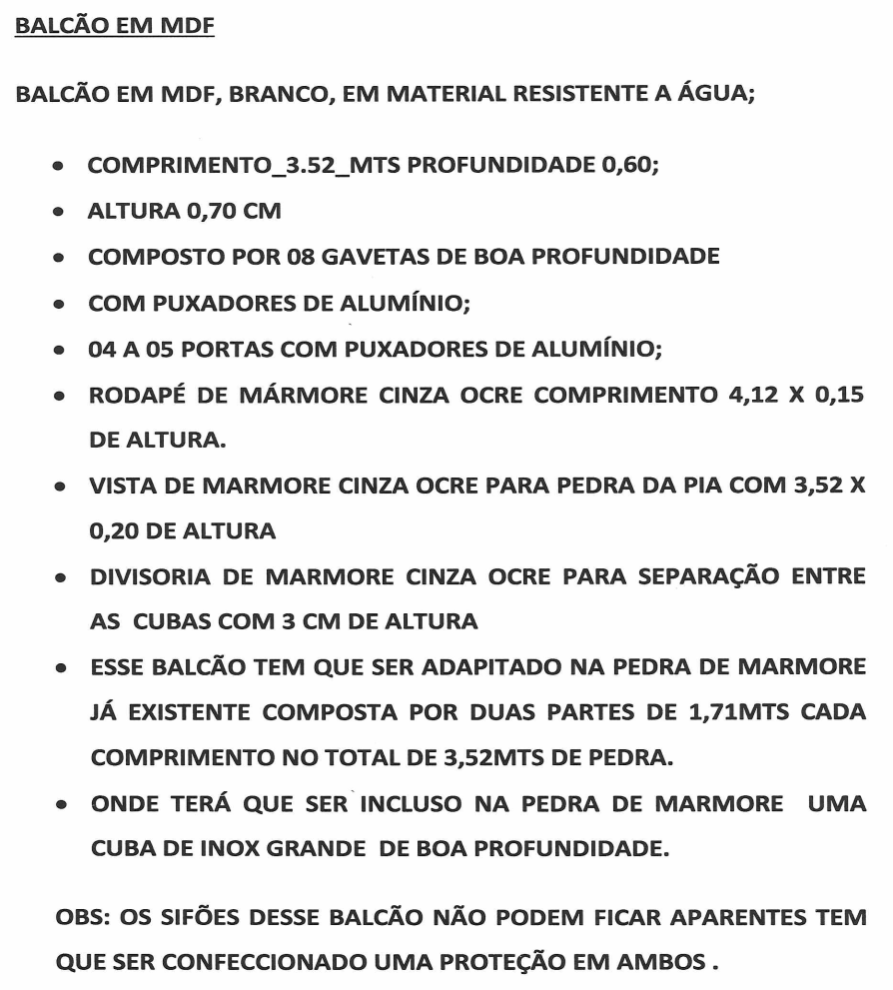 BALCÃO EM MDF
BALCÃO EM MDF, BRANCO, EM MATERIAL RESISTENTE A ÁGUA;
• COMPRIMENTO_3.52_MTS PROFUNDIDADE 0,60;
• ALTURA 0,70 CM
• COMPOSTO POR 08 GAVETAS DE BOA PROFUNDIDADE
• COM PUXADORES DE ALUMÍNIO;
• 04 A 05 PORTAS COM PUXADORES DE ALUMÍNIO;
• RODAPÉ DE MÁRMORE CINZA OCRE COMPRIMENTO 4,12 X 0,15
DE ALTURA.
• VISTA DE MARMORE CINZA OCRE PARA PEDRA DA PIA COM 3,52 X
0,20 DE ALTURA
• DIVISORIA DE MARMORE CINZA OCRE PARA SEPARAÇÃO ENTRE
AS CUBAS COM 3 CM DE ALTURA
• ESSE BALCÃO TEM QUE SER ADAPITADO NA PEDRA DE MARMORE
JÁ EXISTENTE COMPOSTA POR DUAS PARTES DE 1,71MTS CADA
COMPRIMENTO NO TOTAL DE 3,52MTS DE PEDRA.
• ONDE TERÁ QUE SER INCLUSO NA PEDRA DE MARMORE UMA
CUBA DE INOX GRANDE DE BOA PROFUNDIDADE.
OBS: OS SIFÕES DESSE BALCÃO NÃO PODEM FICAR APARENTES TEM
QUE SER CONFECCIONADO UMA PROTEÇÃO EM AMBOS .